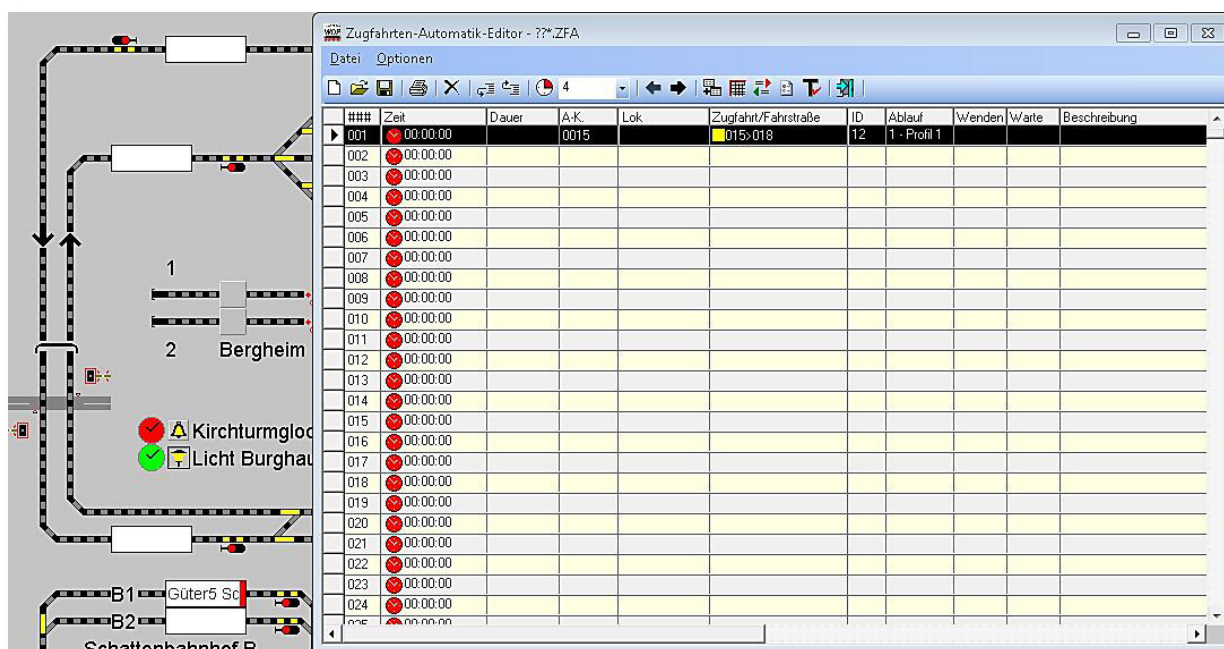 WDP Zugfahrten-Automatik-Editor - ??*.ZFA
Datei Optionen
4
### Zeit Dauer A-K. Lok Zugfahrt/Fahrstraße ID Ablauf Wenden Warte Beschreibung
001 00:00:00 0015 015>018 12 1 - Profil 1
002 00:00:00
003 00:00:00
004 00:00:00
005 00:00:00
006 00:00:00
007 00:00:00
008 00:00:00
009 00:00:00
010 00:00:00
011 00:00:00
012 00:00:00
013 00:00:00
014 00:00:00
015 00:00:00
016 00:00:00
017 00:00:00
018 00:00:00
019 00:00:00
020 00:00:00
021 00:00:00
022 00:00:00
023 00:00:00
024 00:00:00
025 00:00:00
1
2 Bergheim
Kirchturmgloc
Licht Burghau
B1 Güter5 Sc
B2
Schattenbahnhof B